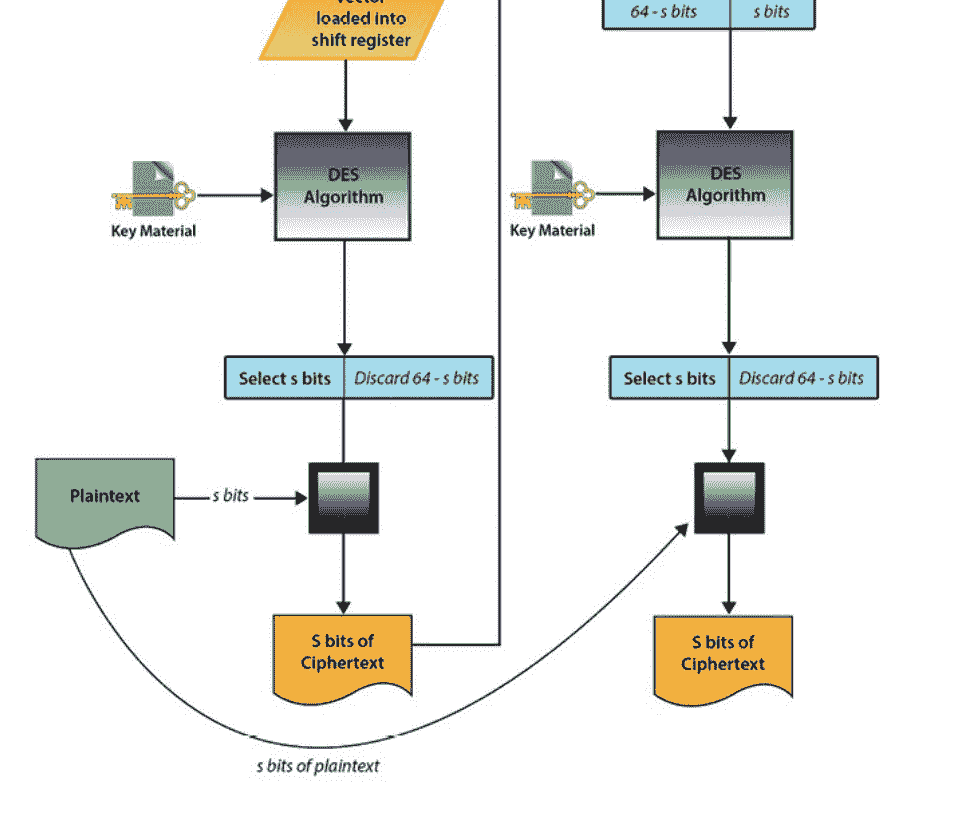 vector
loaded into
shift register
64 - s bits
s bits
DES
Algorithm
Key Material
DES
Algorithm
Key Material
Select s bits
Discard 64 - s bits
Select s bits
Discard 64 - s bits
Plaintext
s bits
S bits of
Ciphertext
S bits of
Ciphertext
s bits of plaintext